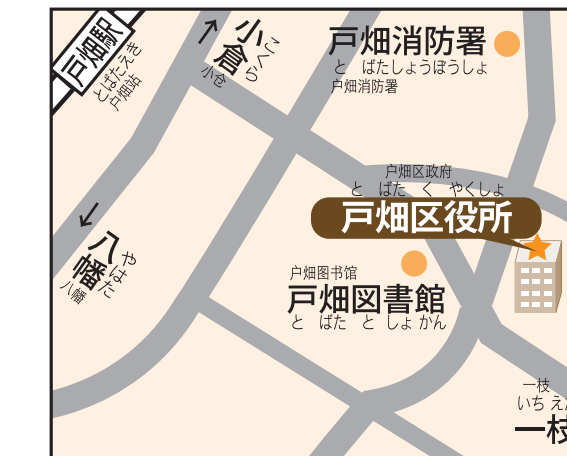 戸畑駅
とばたえき
户畑站
↑
小倉
こくら
小仓
戸畑消防署
と ばたしょうぼうしょ
户畑消防署
户畑区政府
と ばた く やくしょ
戸畑区役所
←
八幡
やはた
八幡
户畑图书馆
戸畑図書館
と ばた と しょ かん
一枝
いち え
一枝